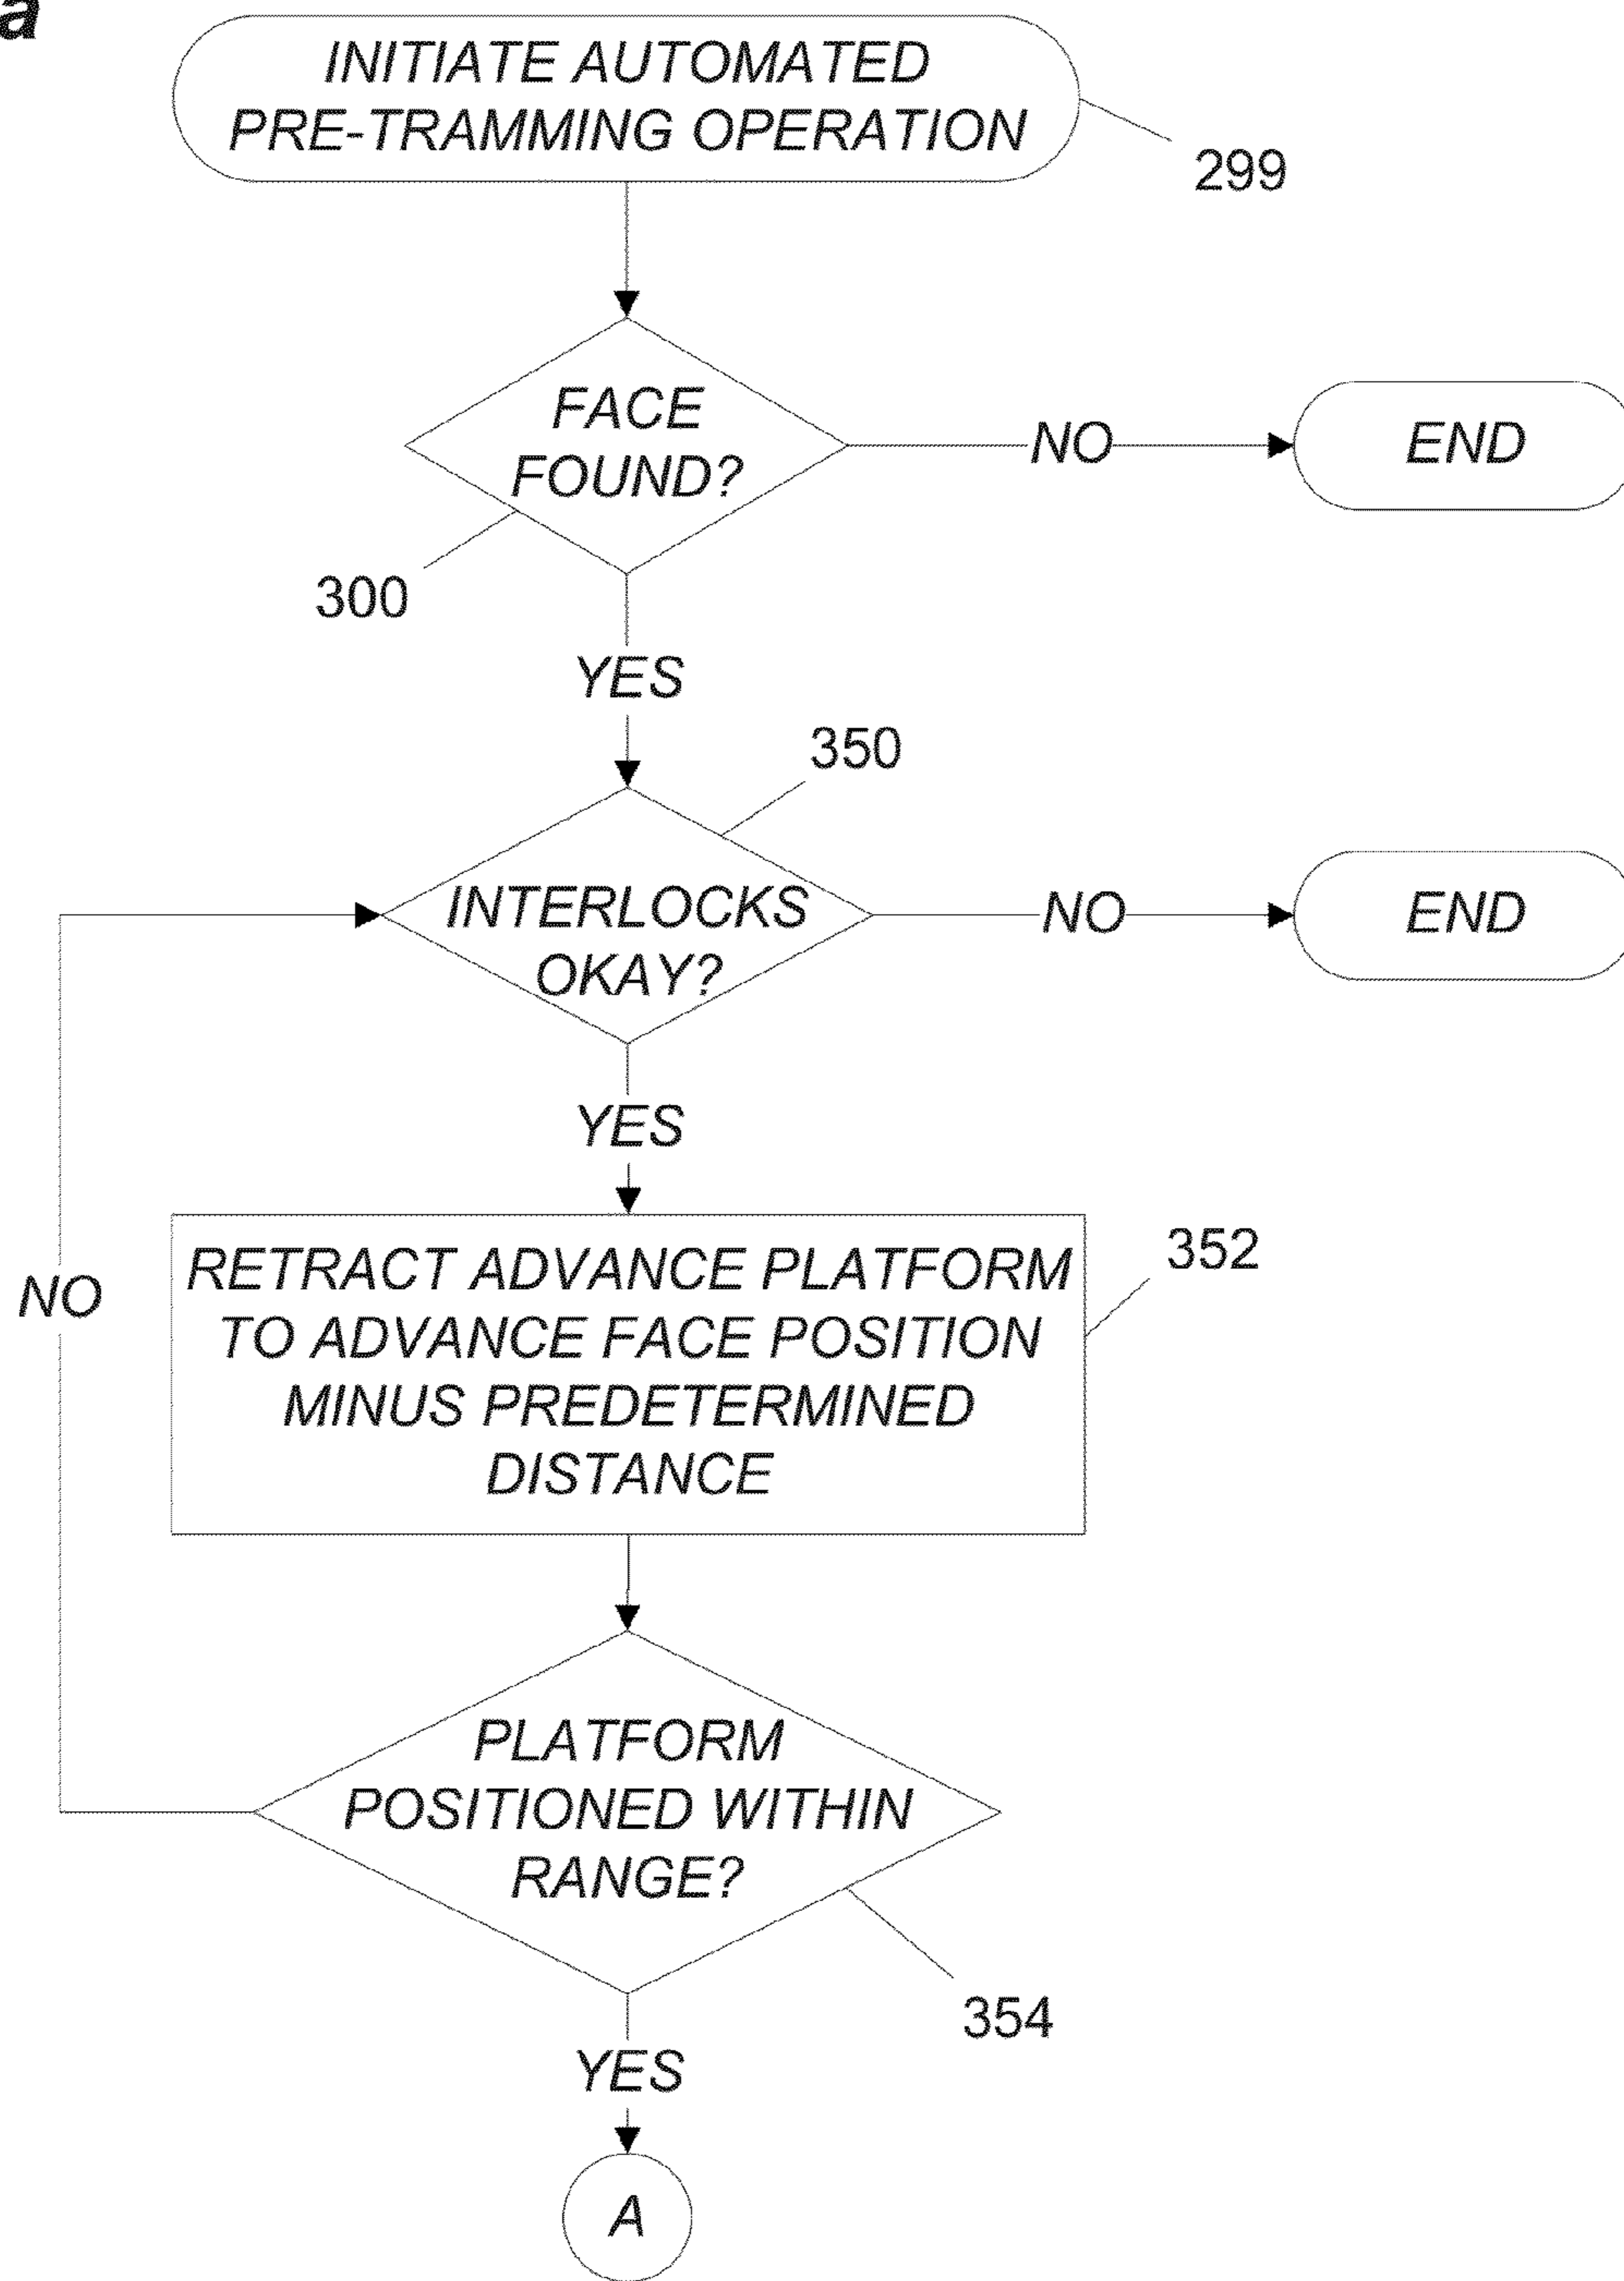 a
INITIATE AUTOMATED
PRE-TRAMMING OPERATION
299
FACE
FOUND?
NO
END
300
YES
350
INTERLOCKS
OKAY?
NO
END
YES
RETRACT ADVANCE PLATFORM
TO ADVANCE FACE POSITION
MINUS PREDETERMINED
DISTANCE
352
NO
PLATFORM
POSITIONED WITHIN
RANGE?
354
YES
A